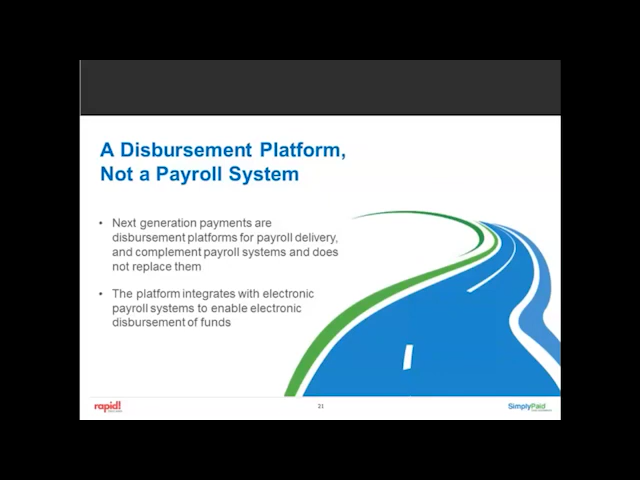 A Disbursement Platform,
Not a Payroll System
• Next generation payments are
disbursement platforms for payroll delivery,
and complement payroll systems and does
not replace them
• The platform integrates with electronic
payroll systems to enable electronic
disbursement of funds
rapid!
21
SimplyPaid